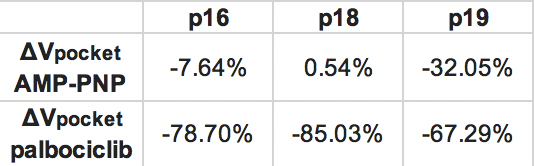 p16 p18 p19
ΔVpocket
AMP-PNP -7.64% 0.54% -32.05%
ΔVpocket
palbociclib -78.70% -85.03% -67.29%